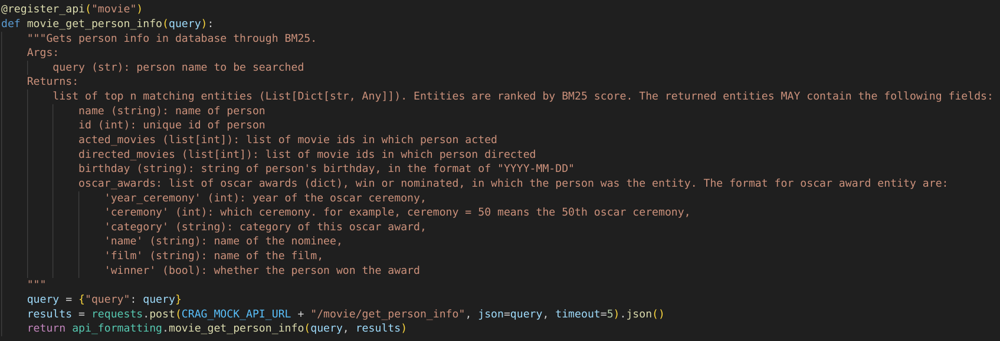 @register_api("movie")
def movie_get_person_info(query):
    """Gets person info in database through BM25.
    Args:
        query (str): person name to be searched
    Returns:
        list of top n matching entities (List[Dict[str, Any]]). Entities are ranked by BM25 score. The returned entities MAY contain the following fields:
            name (string): name of person
            id (int): unique id of person
            acted_movies (list[int]): list of movie ids in which person acted
            directed_movies (list[int]): list of movie ids in which person directed
            birthday (string): string of person's birthday, in the format of "YYYY-MM-DD"
            oscar_awards: list of oscar awards (dict), win or nominated, in which the person was the entity. The format for oscar award entity are:
                'year_ceremony' (int): year of the oscar ceremony,
                'ceremony' (int): which ceremony. for example, ceremony = 50 means the 50th oscar ceremony,
                'category' (string): category of this oscar award,
                'name' (string): name of the nominee,
                'film' (string): name of the film,
                'winner' (bool): whether the person won the award
    """
    query = {"query": query}
    results = requests.post(CRAG_MOCK_API_URL + "/movie/get_person_info", json=query, timeout=5).json()
    return api_formatting.movie_get_person_info(query, results)